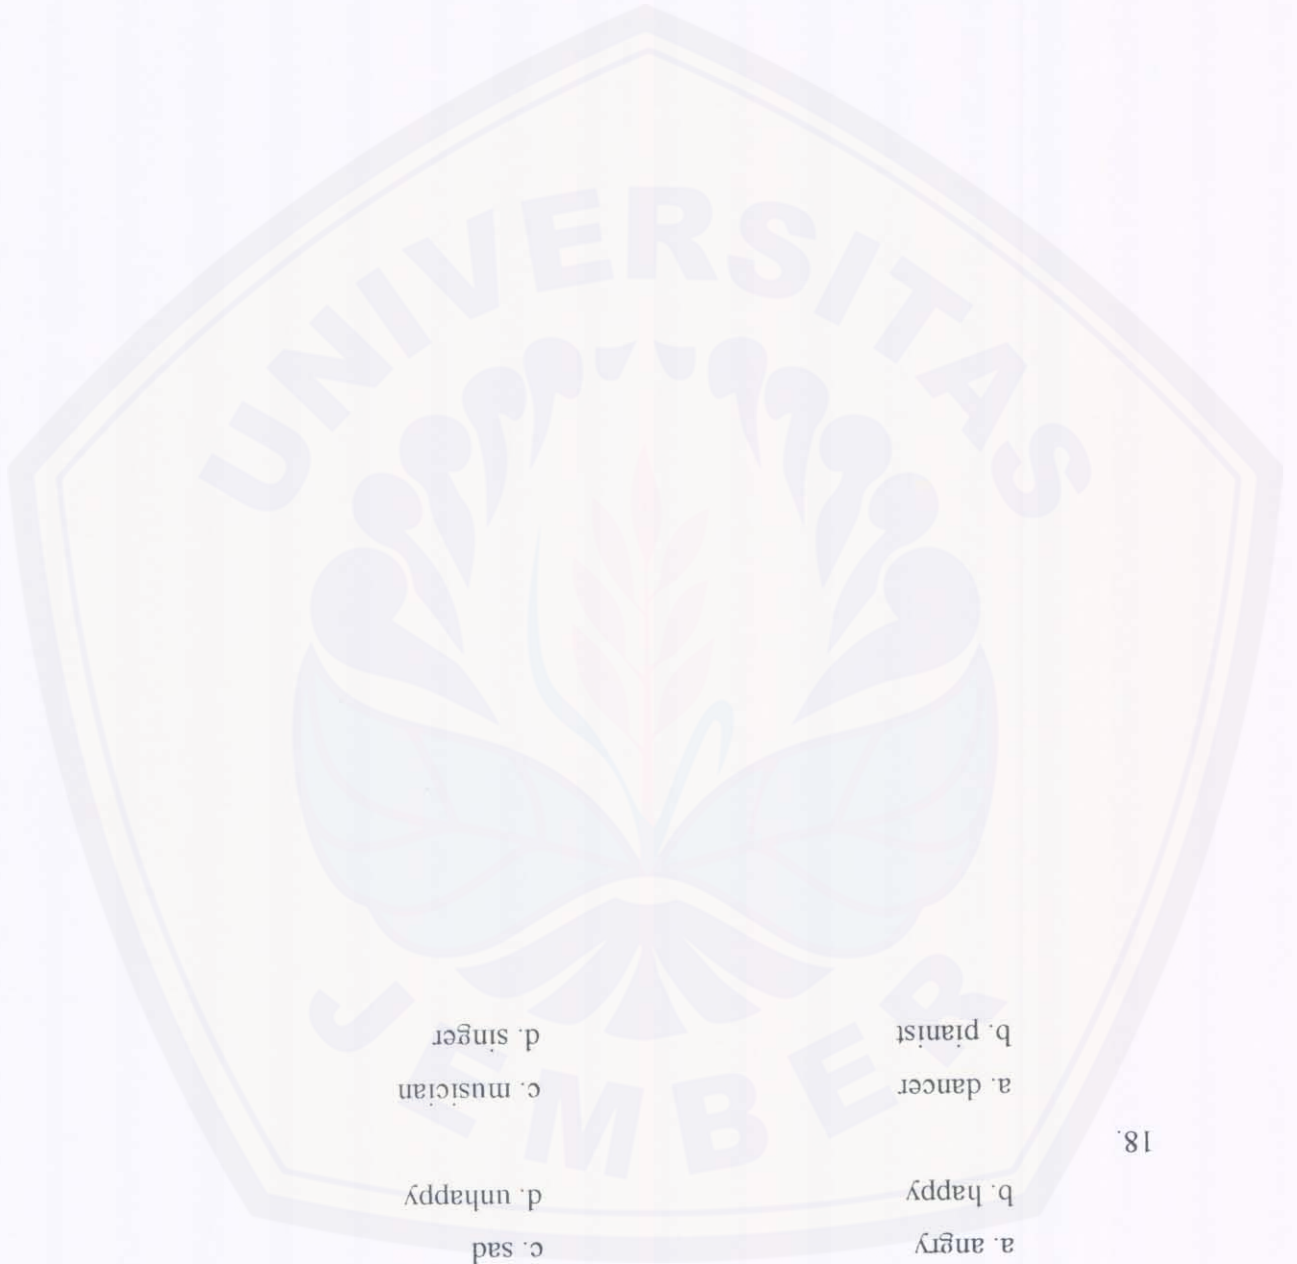 a. angry c. sad
b. happy d. unhappy
18.
a. dancer c. musician
b. pianist d. singer
UNIVERSITAS
JEMBER